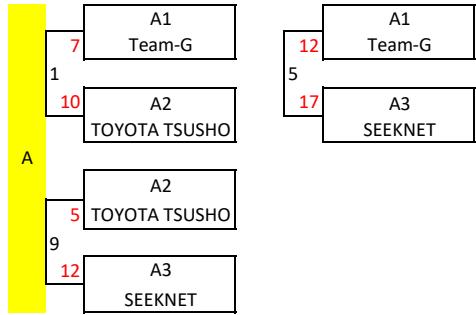 A
1
7
A1
Team-G
10
A2
TOYOTA TSUSHO
5
12
A1
Team-G
17
A3
SEEKNET
9
5
A2
TOYOTA TSUSHO
12
A3
SEEKNET